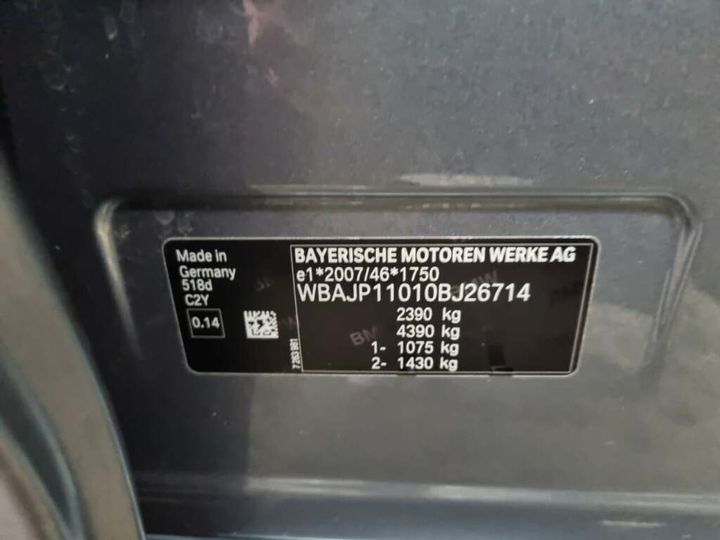 Made in
Germany
518d
C2Y
0.14
7263981
BAYERISCHE MOTOREN WERKE AG
e1*2007/46*1750
WBAJP11010BJ26714
2390 kg
4390 kg
1- 1075 kg
2- 1430 kg